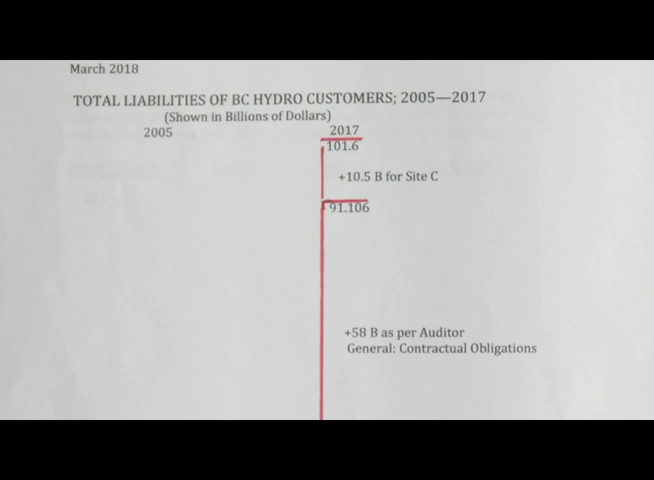 March 2018
TOTAL LIABILITIES OF BC HYDRO CUSTOMERS; 2005—2017
(Shown in Billions of Dollars)
2005 2017
101.6
+10.5 B for Site C
91.106
+58 B as per Auditor
General: Contractual Obligations